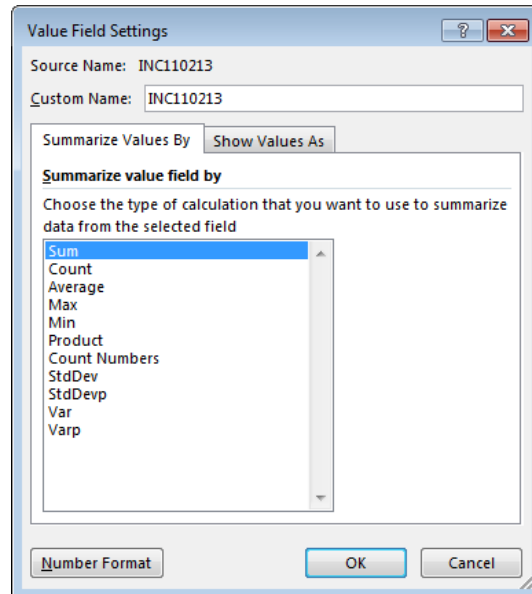 Value Field Settings
Source Name: INC110213
Custom Name: INC110213
Summarize Values By Show Values As
Summarize value field by
Choose the type of calculation that you want to use to summarize
data from the selected field
Sum
Count
Average
Max
Min
Product
Count Numbers
StdDev
StdDevp
Var
Varp
Number Format OK Cancel